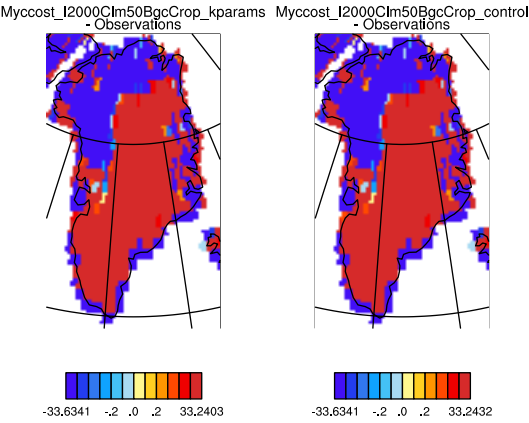 Myccost_I2000Clm50BgcCrop_kparams
- Observations
Myccost_I2000Clm50BgcCrop_control
- Observations
-33.6341 -.2 .0 .2 33.2403
-33.6341 -.2 .0 .2 33.2432